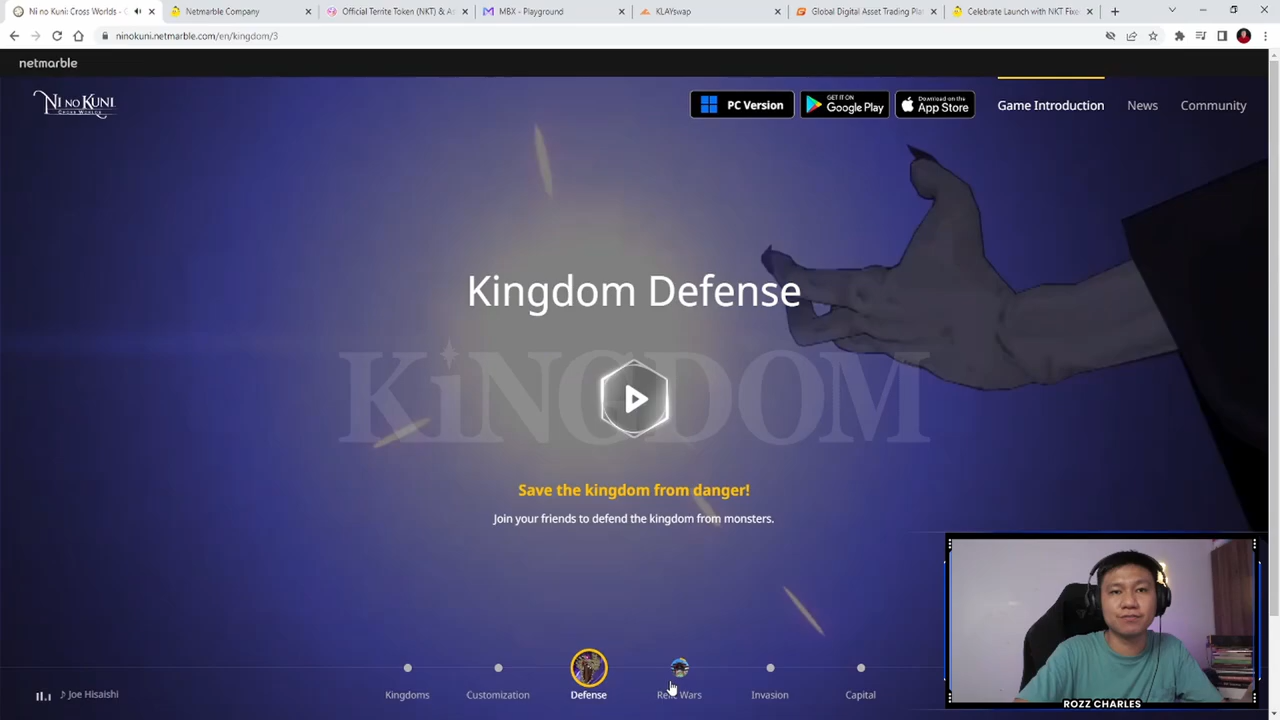 Ni no Kuni: Cross Worlds - O
Netmarble Company
Official Territe Token (NKT) & As
MBX - Playground
KLAYswap
Global Digital Asset Trading Pla
Celebrate Launch with NKT Fixe
ninokuni.netmarble.com/en/kingdom/3
netmarble
Ni no Kuni
CROSS WORLDS
PC Version
GET IT ON
Google Play
Download on the
App Store
Game Introduction
News
Community
Kingdom Defense
KiNGDOM
Save the kingdom from danger!
Join your friends to defend the kingdom from monsters.
Joe Hisaishi
Kingdoms
Customization
Defense
Wars
Invasion
Capital
ROZZ CHARLES